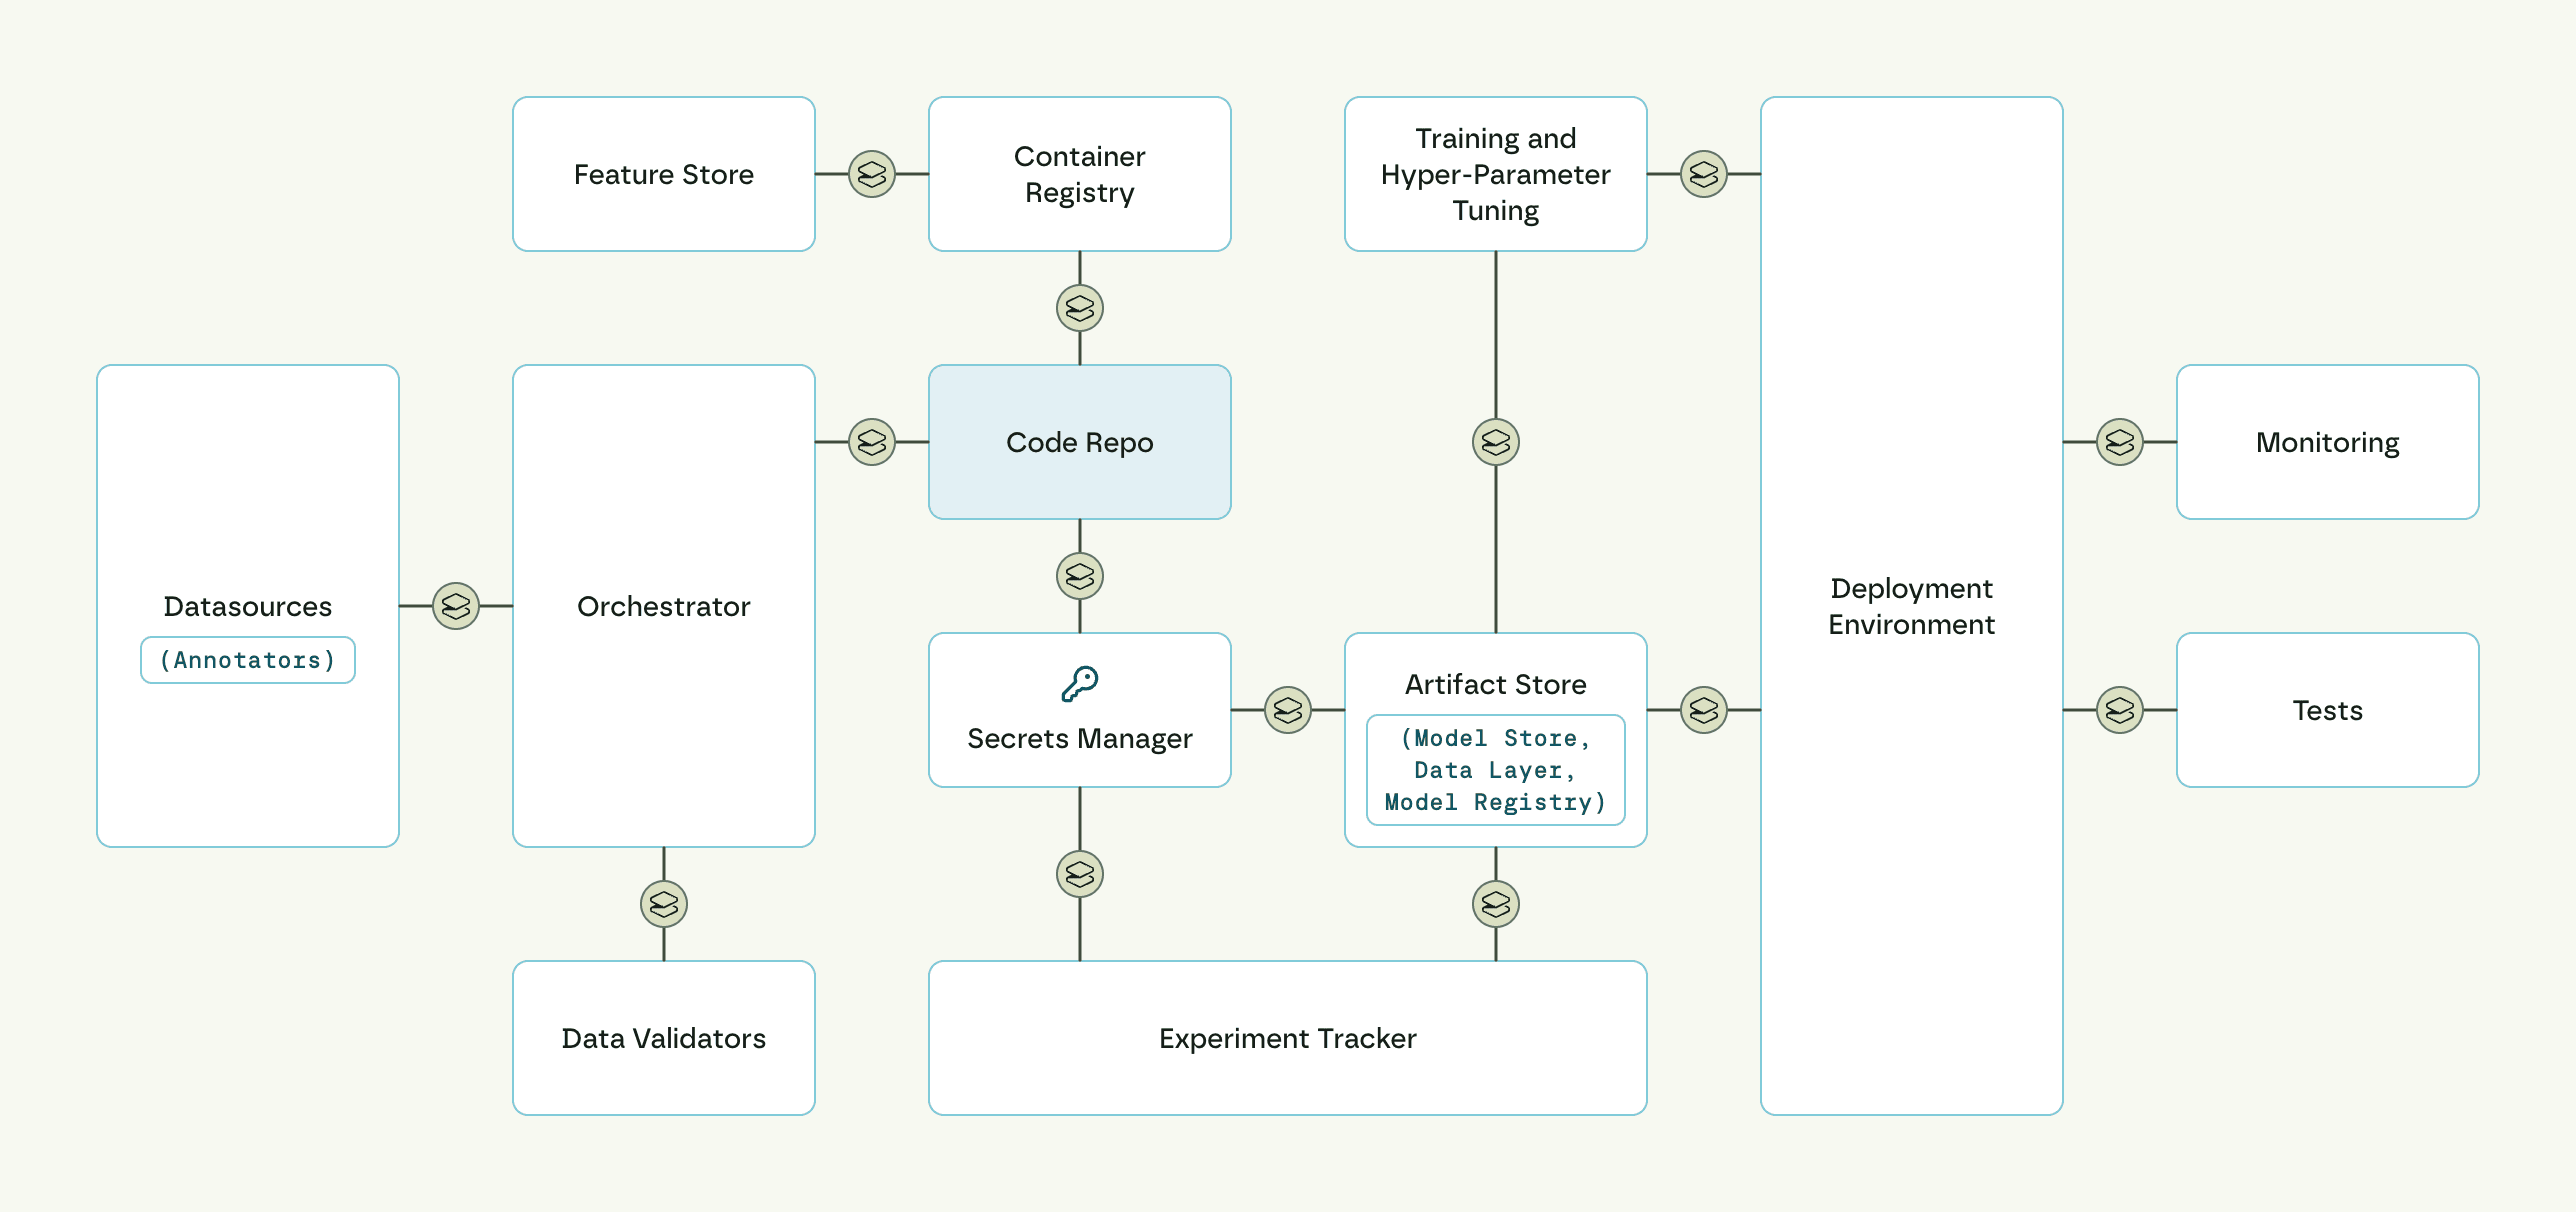 Feature Store
Container
Registry
Training and
Hyper-Parameter
Tuning
Datasources
(Annotators)
Orchestrator
Code Repo
Secrets Manager
Artifact Store
(Model Store,
Data Layer,
Model Registry)
Deployment
Environment
Monitoring
Tests
Data Validators
Experiment Tracker